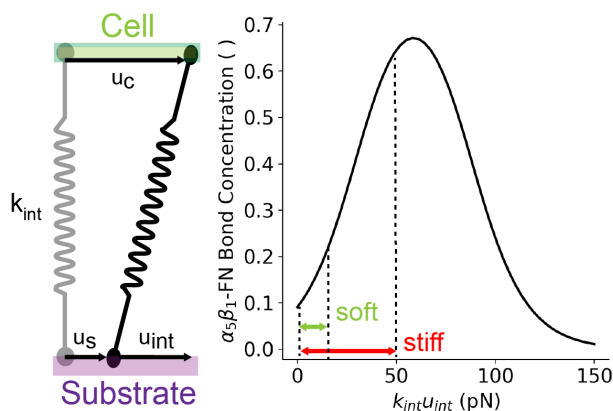 Cell
u_c
k_int
u_s
u_int
Substrate
α₅β₁-FN Bond Concentration ( )
0.7
0.6
0.5
0.4
0.3
0.2
0.1
0.0
soft
stiff
0
50
100
150
k_int u_int (pN)